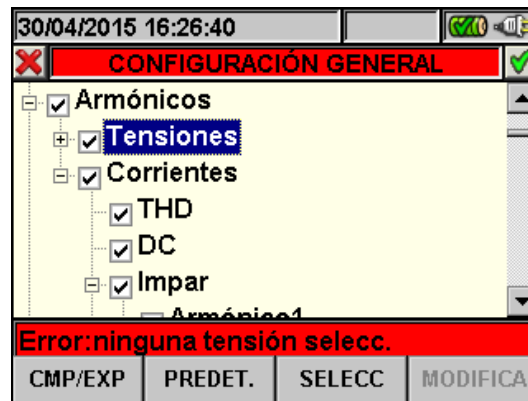 30/04/2015 16:26:40
CONFIGURACIÓN GENERAL
Armónicos
Tensiones
Corrientes
THD
DC
Impar
Armónico1
Error:ninguna tensión selecc.
CMP/EXP PREDET. SELECC MODIFICA